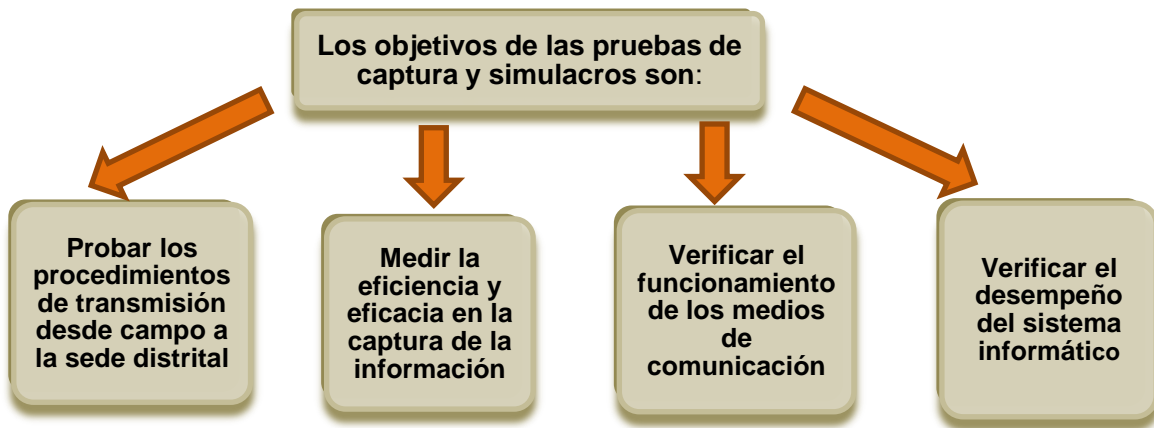 Los objetivos de las pruebas de
captura y simulacros son:
Probar los
procedimientos
de transmisión
desde campo a
la sede distrital
Medir la
eficiencia y
eficacia en la
captura de la
información
Verificar el
funcionamiento
de los medios
de
comunicación
Verificar el
desempeño
del sistema
informático